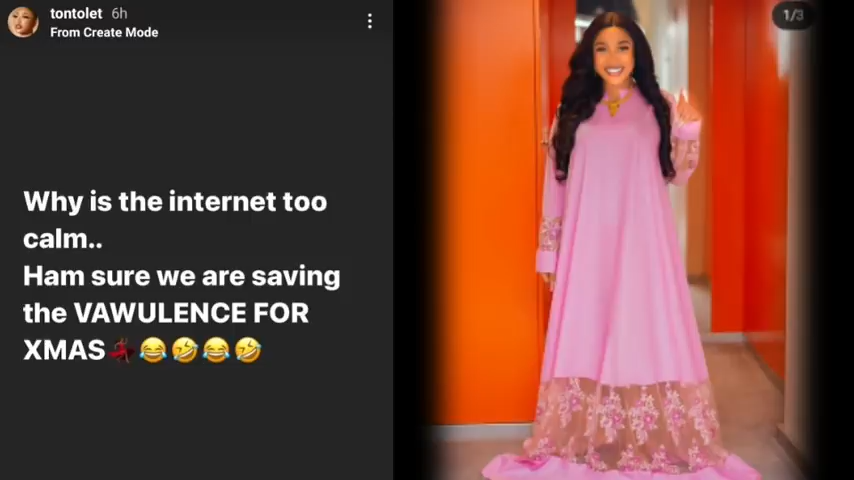 tontolet 6h
From Create Mode
1/3
Why is the internet too
calm..
Ham sure we are saving
the VAWULENCE FOR
XMAS💃😂🤣😂🤣